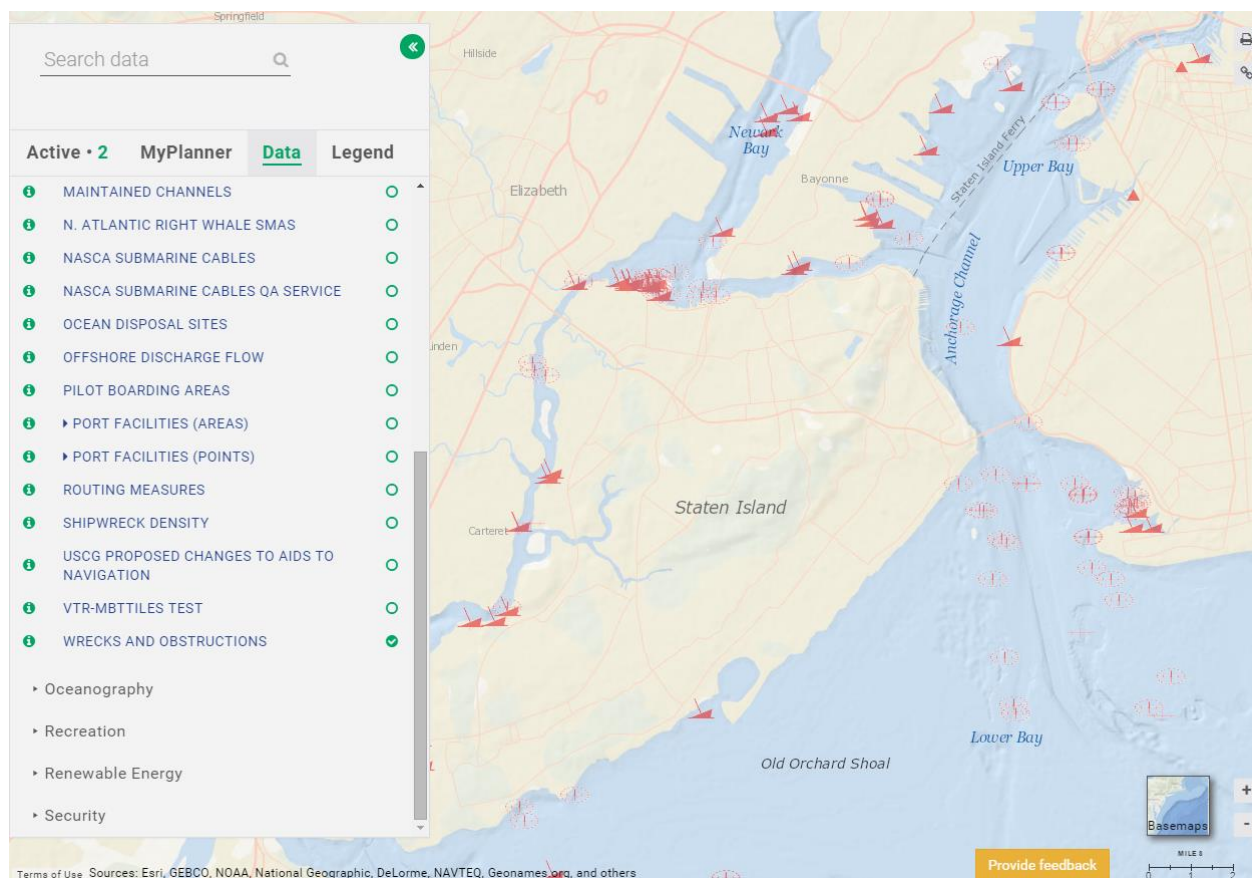 Springfield
Search data
Active • 2 MyPlanner Data Legend
MAINTAINED CHANNELS
N. ATLANTIC RIGHT WHALE SMAS
NASCA SUBMARINE CABLES
NASCA SUBMARINE CABLES QA SERVICE
OCEAN DISPOSAL SITES
OFFSHORE DISCHARGE FLOW
PILOT BOARDING AREAS
PORT FACILITIES (AREAS)
PORT FACILITIES (POINTS)
ROUTING MEASURES
SHIPWRECK DENSITY
USCG PROPOSED CHANGES TO AIDS TO
NAVIGATION
VTR-MBTTILES TEST
WRECKS AND OBSTRUCTIONS
Oceanography
Recreation
Renewable Energy
Security
Hillside
Newark
Bay
Elizabeth
Bayonne
Staten Island Ferry
Upper Bay
Anchorage Channel
inden
Staten Island
Carteret
Lower Bay
Old Orchard Shoal
Basemaps
+
-
Provide feedback
MILES
0 1 2
Terms of Use Sources: Esri, GEBCO, NOAA, National Geographic, DeLorme, NAVTEQ, Geonames.org, and others